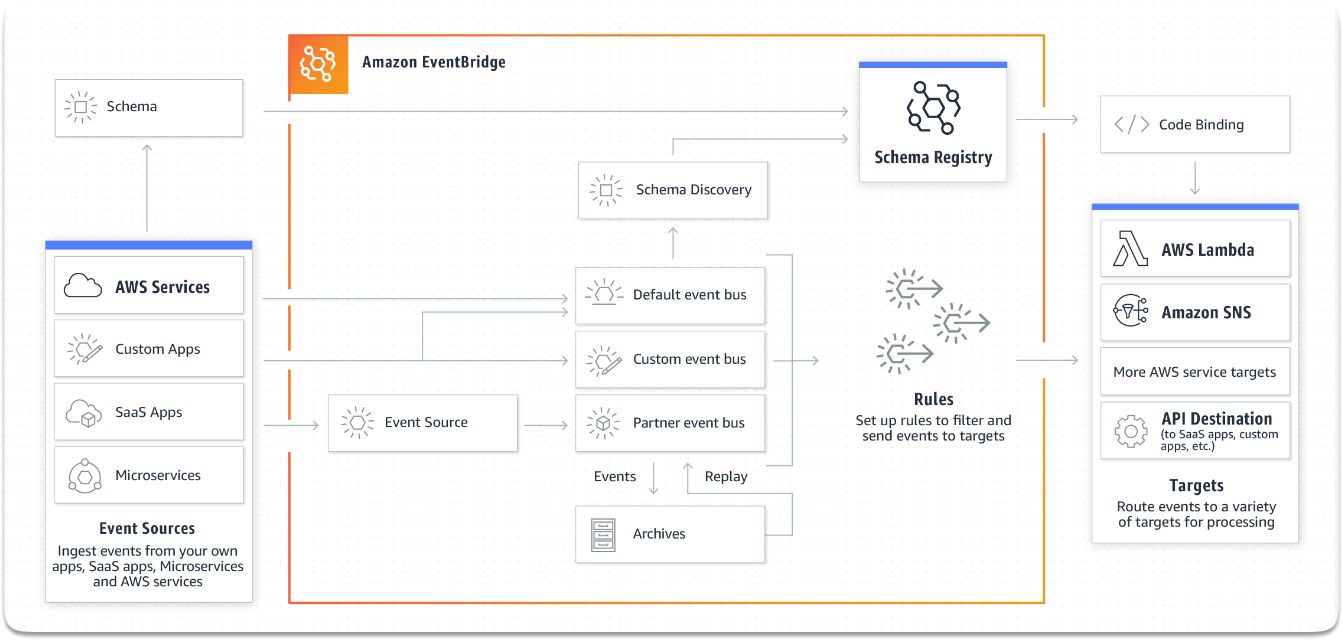 Amazon EventBridge
Schema
Schema Registry
Code Binding
Schema Discovery
AWS Services
Custom Apps
SaaS Apps
Microservices
Event Sources
Ingest events from your own
apps, SaaS apps, Microservices
and AWS services
Event Source
Default event bus
Custom event bus
Partner event bus
Events
Replay
Archives
Rules
Set up rules to filter and
send events to targets
AWS Lambda
Amazon SNS
More AWS service targets
API Destination
(to SaaS apps, custom
apps, etc.)
Targets
Route events to a variety
of targets for processing